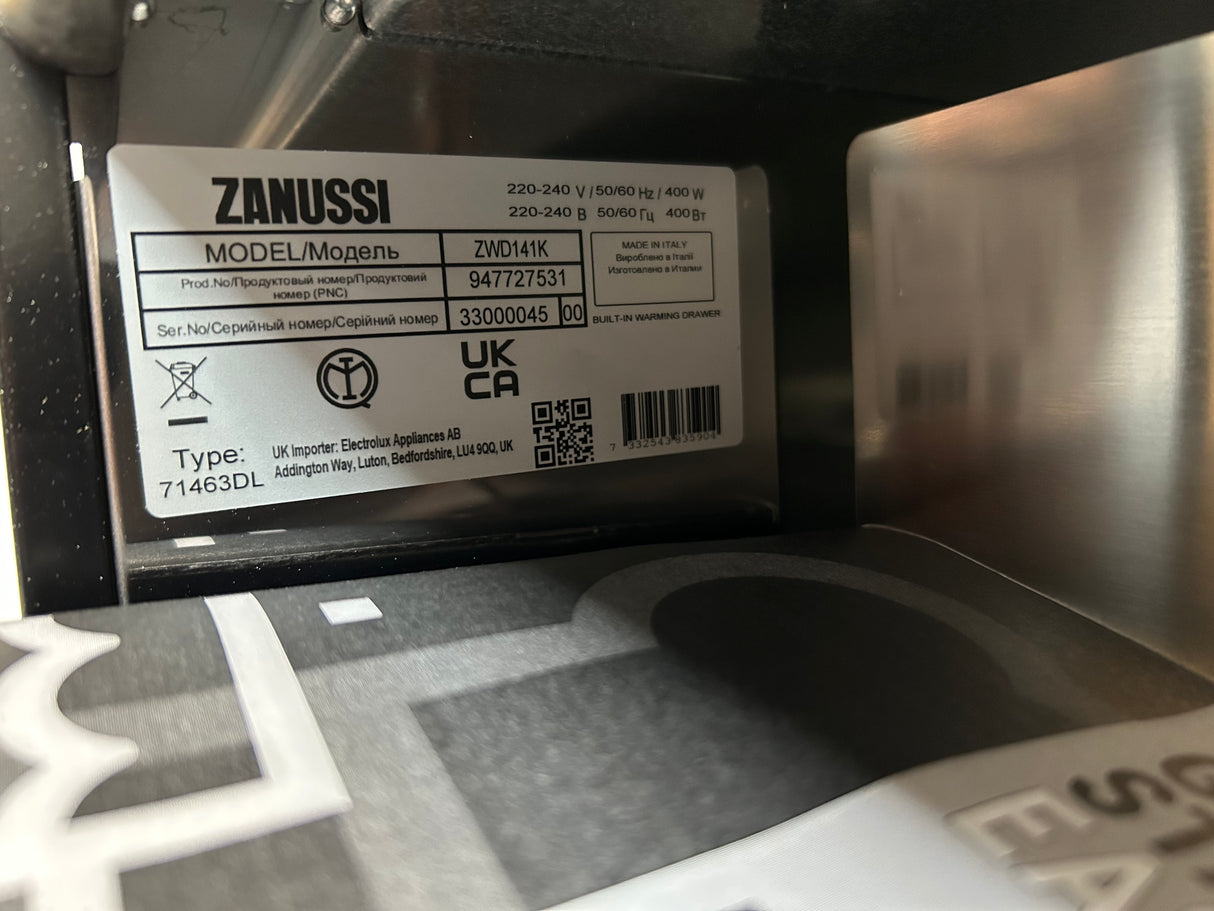 ZANUSSI
220-240 V / 50/60 Hz / 400 W
220-240 В 50/60 Гц 400 Вт
MODEL/Модель ZWD141K
Prod.No/Продуктовый номер/Продуктовий
номер (PNC)
947727531
Ser.No/Серийный номер/Серійний номер 33000045 00
MADE IN ITALY
Вироблено в Італії
Изготовлено в Италии
BUILT-IN WARMING DRAWER
UK
CA
Type:
71463DL
UK Importer: Electrolux Appliances AB
Addington Way, Luton, Bedfordshire, LU4 9QQ, UK
7 332543 835904